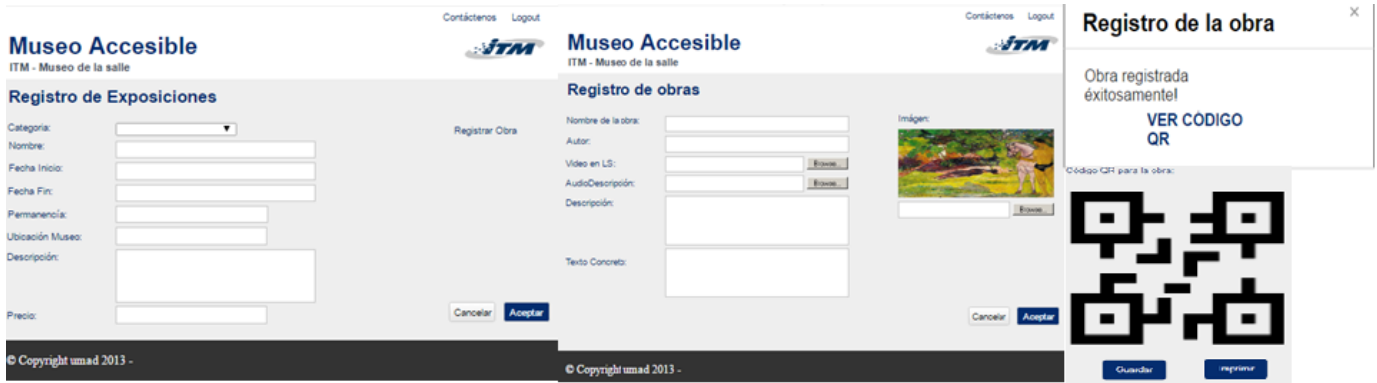 Contáctenos Logout
Museo Accesible
ITM
ITM - Museo de la salle
Registro de Exposiciones
Categoria:
Nombre:
Registrar Obra
Fecha Inicio:
Fecha Fin:
Permanencía:
Ubicación Museo:
Descripción:
Precio:
Cancelar Aceptar
© Copyright umad 2013 -
Contáctenos Logout
Museo Accesible
ITM
ITM - Museo de la salle
Registro de obras
Nombre de la obra:
Imágen:
Autor:
Video en LS:
Browse...
AudioDescripción:
Browse...
Descripción:
Browse...
Texto Concreto:
Cancelar Aceptar
© Copyright umad 2013 -
Registro de la obra
×
Obra registrada
éxitosamente!
VER CÓDIGO
QR
Código QR para la obra:
Guardar Imprimir